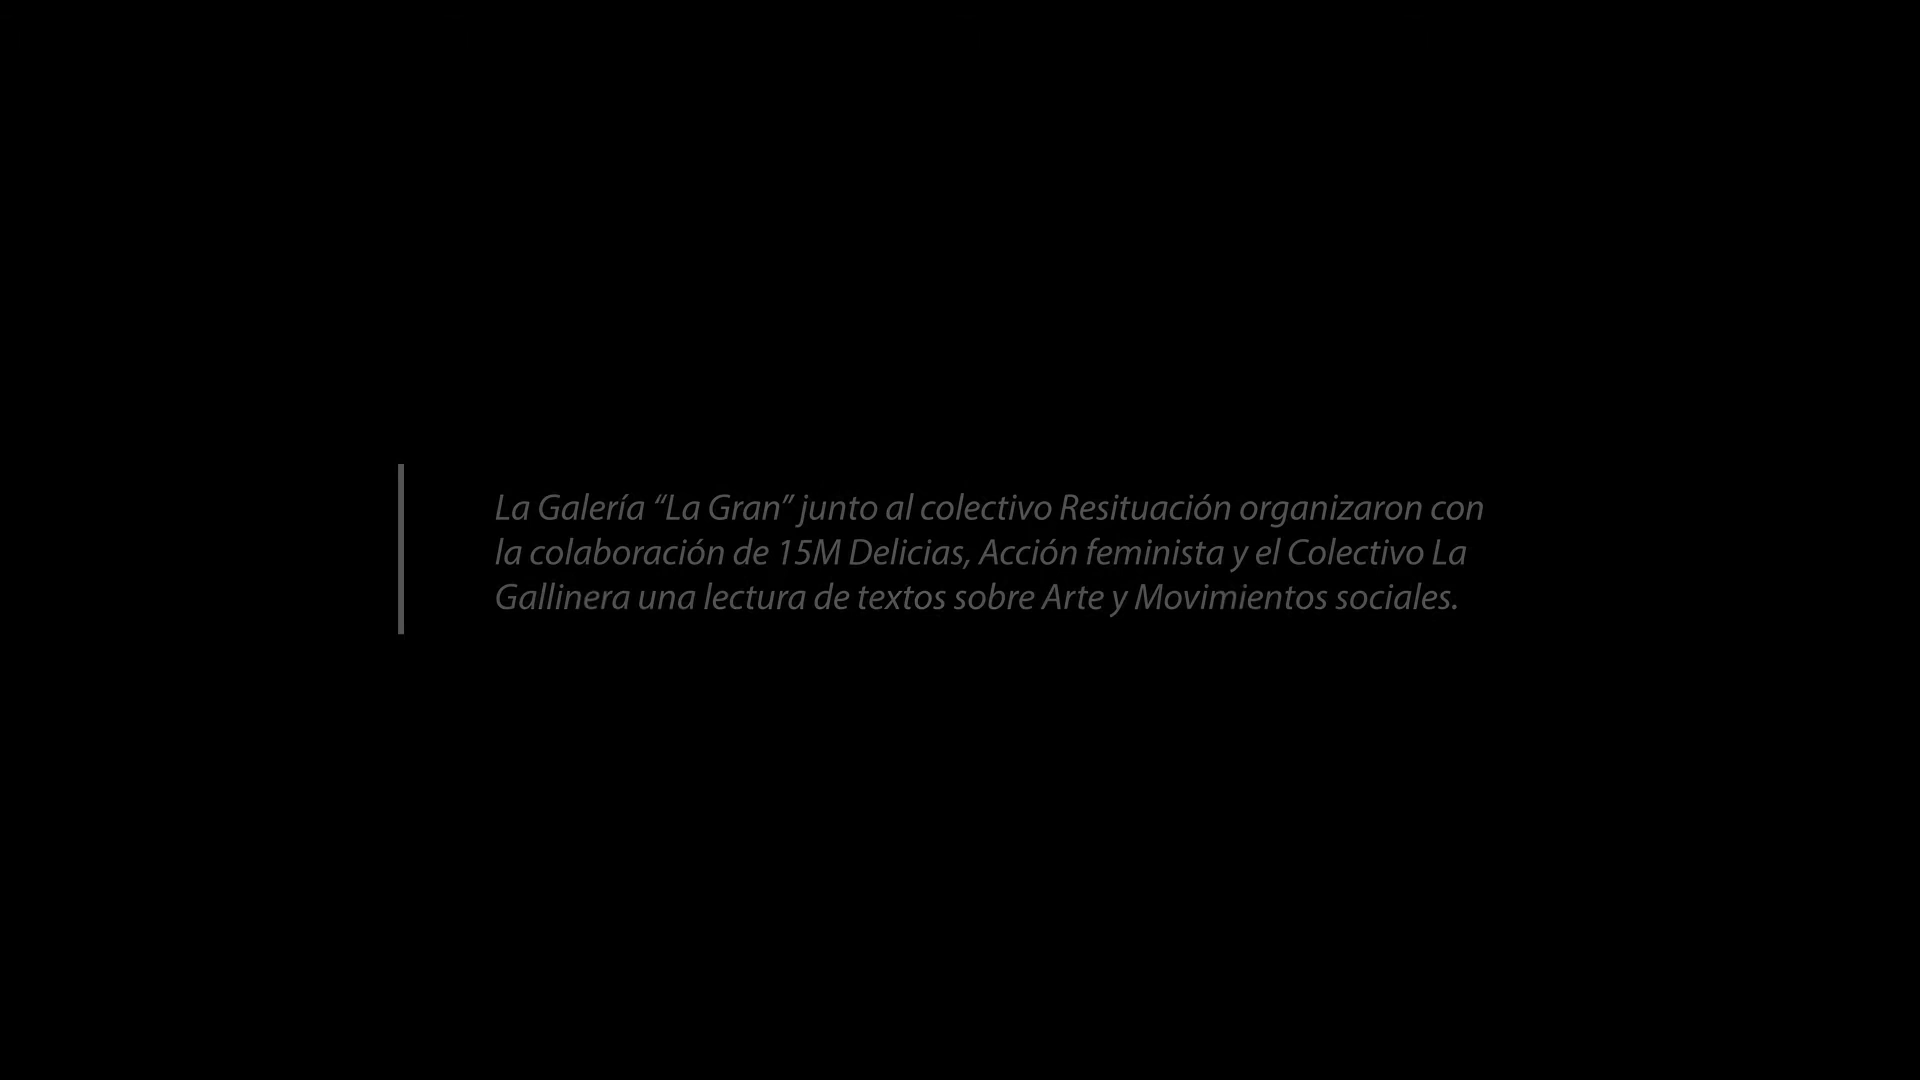 La Galería “La Gran” junto al colectivo Resituación organizaron con
la colaboración de 15M Delicias, Acción feminista y el Colectivo La
Gallinera una lectura de textos sobre Arte y Movimientos sociales.